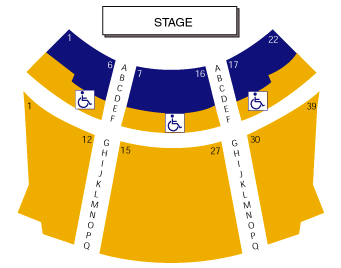 STAGE
1 22
6 A 7 16 A 17
B B
C C
D D
E E
F F
1 39
12 G 15 27 G 30
H H
I I
J J
K K
L L
M M
N N
O O
P P
Q Q